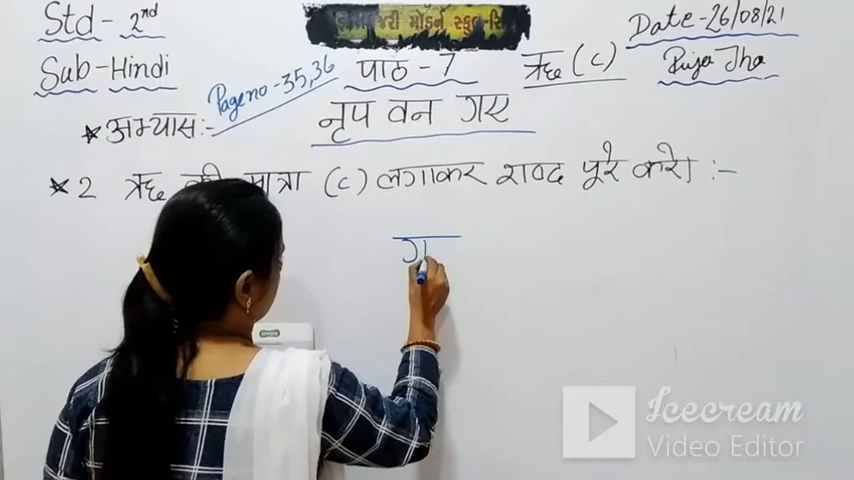 Std - 2nd
Sub - Hindi
Page no - 35,36
पाठ - 7
ऋ (ृ)
Date - 26/08/21
Puja Jha
नृप वन गए
★ अभ्यास :-
★ 2 ऋ की मात्रा (ृ) लगाकर शब्द पूरे करो :-
ग
Icecream
Video Editor